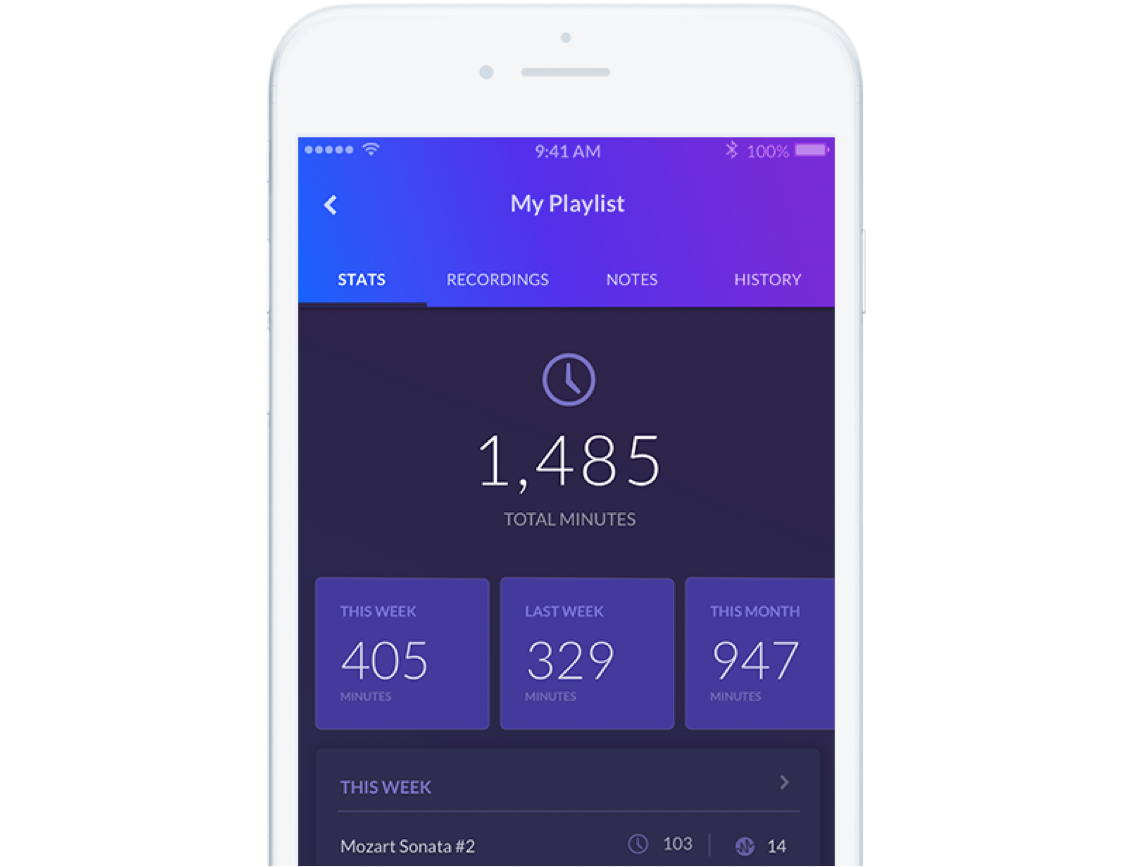 9:41 AM 100%
My Playlist
STATS RECORDINGS NOTES HISTORY
1,485
TOTAL MINUTES
THIS WEEK LAST WEEK THIS MONTH
405 329 947
MINUTES MINUTES MINUTES
THIS WEEK
Mozart Sonata #2 103 14